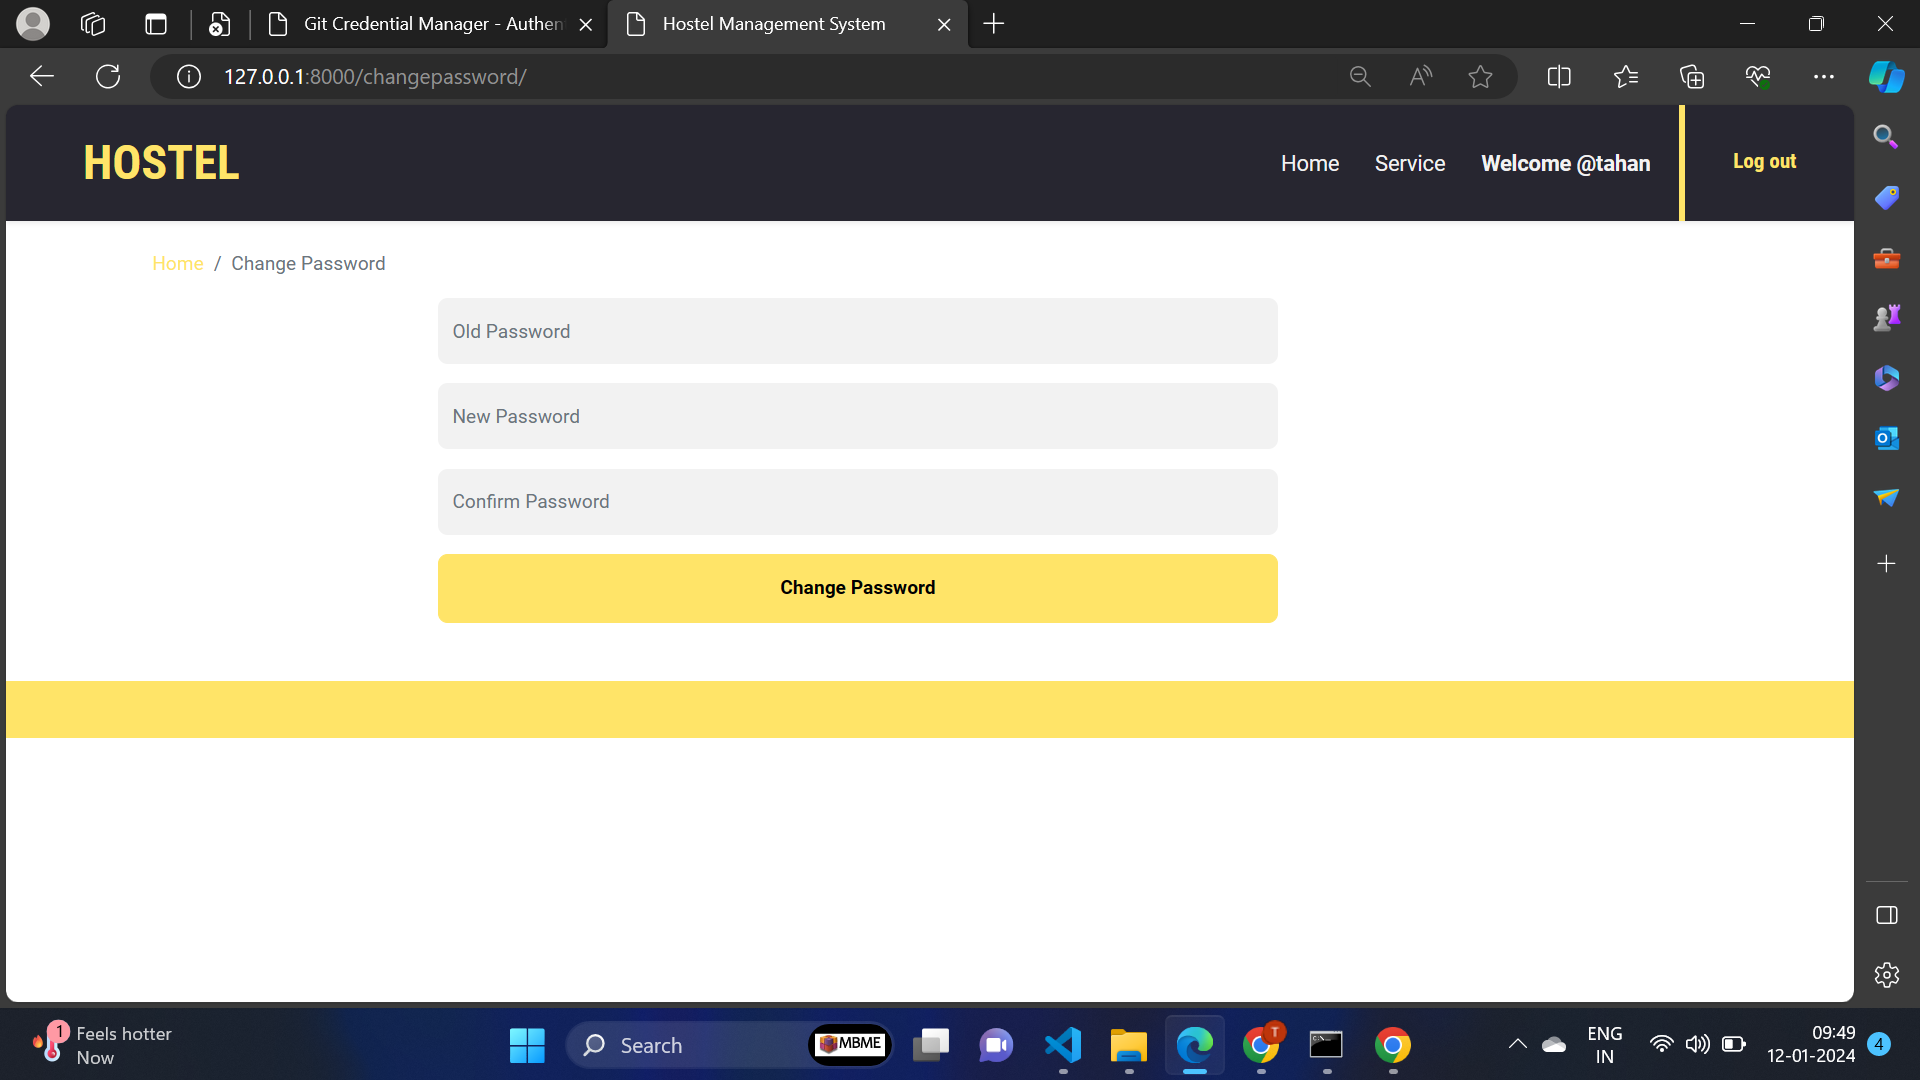 Git Credential Manager - Authen
Hostel Management System
127.0.0.1:8000/changepassword/
HOSTEL
Home
Service
Welcome @tahan
Log out
Home / Change Password
Old Password
New Password
Confirm Password
Change Password
1
Feels hotter
Now
Search
MBME
T
ENG
IN
09:49
12-01-2024
4